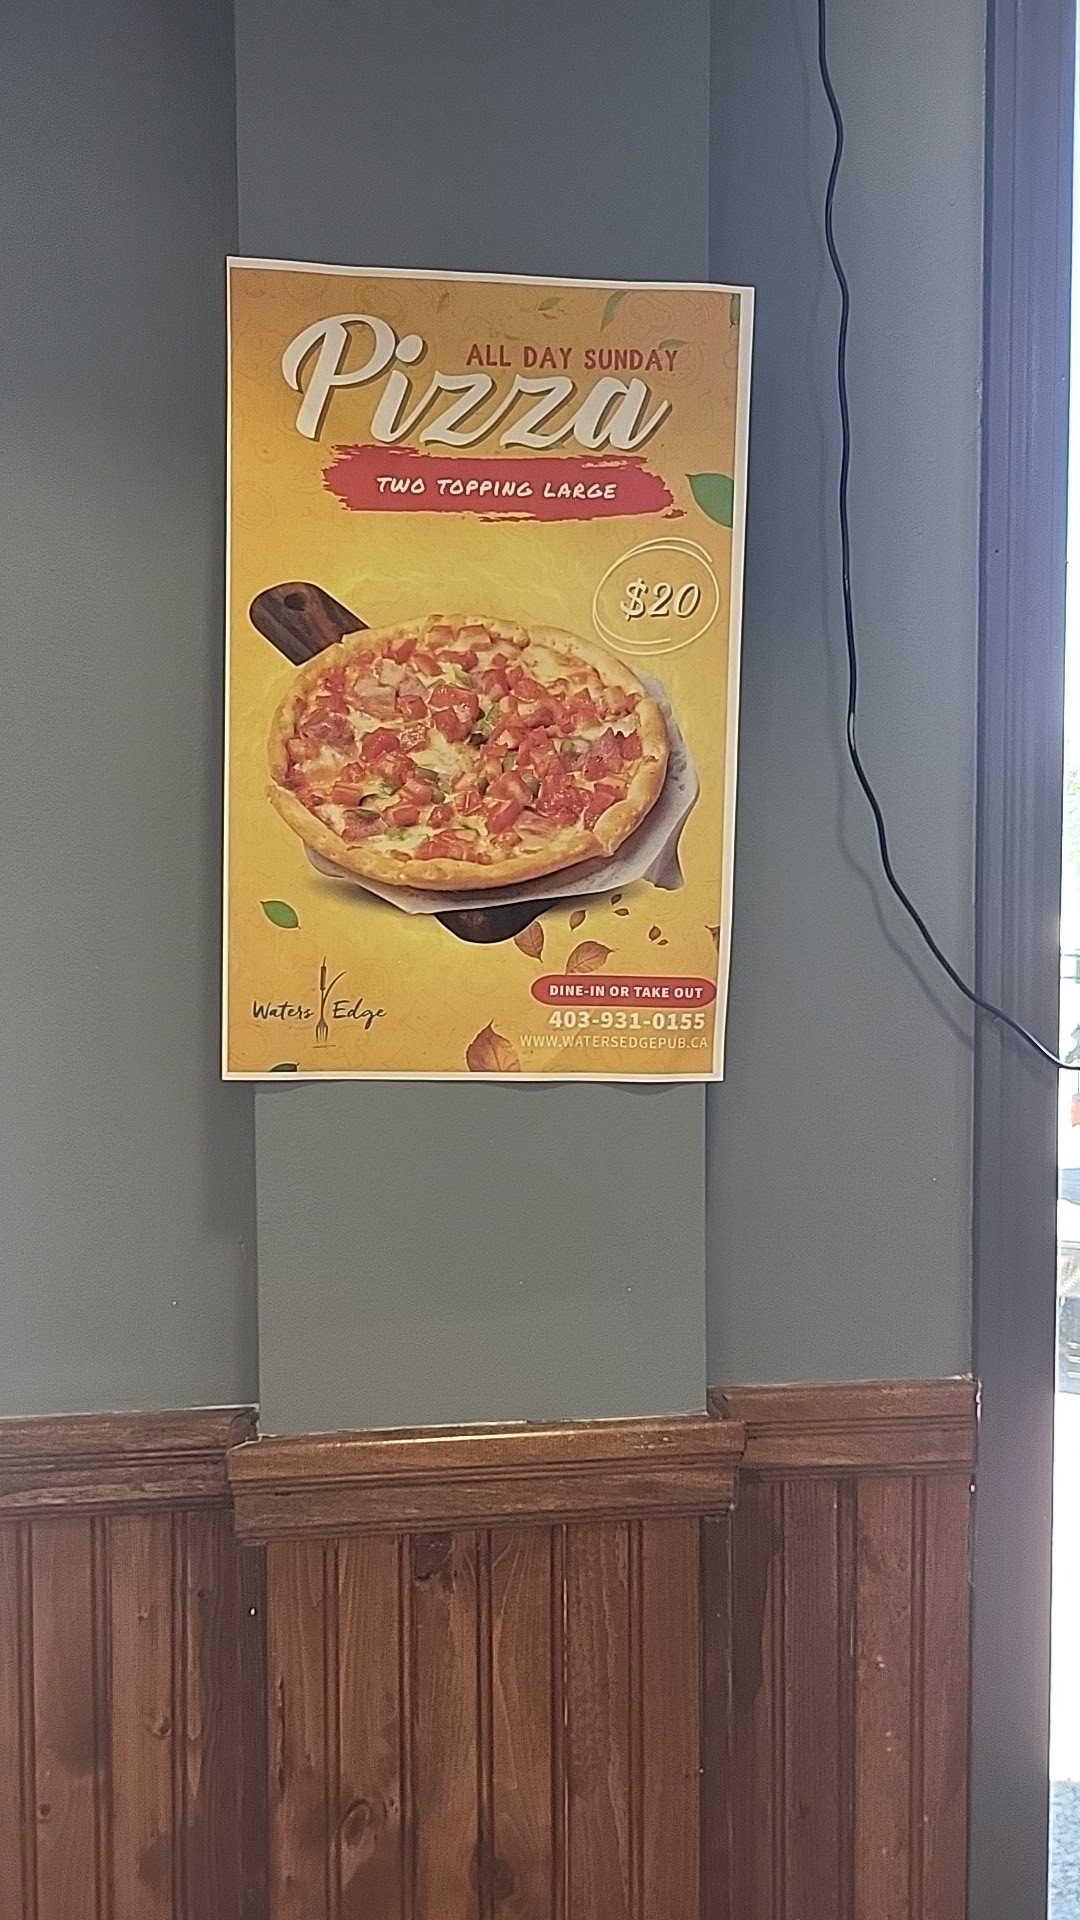 ALL DAY SUNDAY
Pizza
TWO TOPPING LARGE
$20
Waters Edge
DINE-IN OR TAKE OUT
403-931-0155
WWW.WATERSEDGEPUB.CA